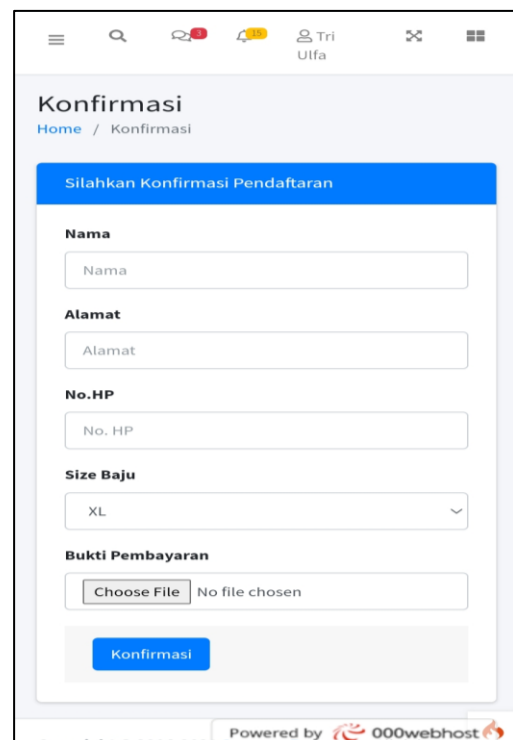 3 15 Tri
Ulfa
Konfirmasi
Home / Konfirmasi
Silahkan Konfirmasi Pendaftaran
Nama
Nama
Alamat
Alamat
No.HP
No. HP
Size Baju
XL
Bukti Pembayaran
Choose File No file chosen
Konfirmasi
Powered by 000webhost